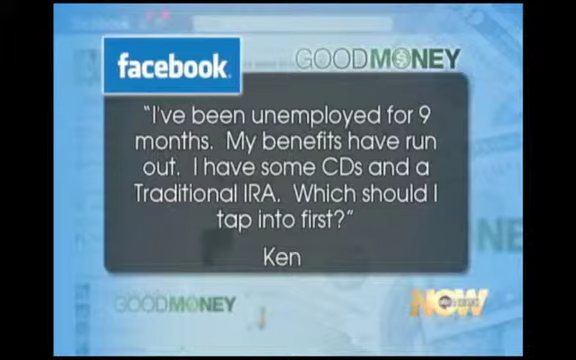 facebook
GOODMONEY
"I've been unemployed for 9
months. My benefits have run
out. I have some CDs and a
Traditional IRA. Which should I
tap into first?"
Ken
GOODMONEY
NOW